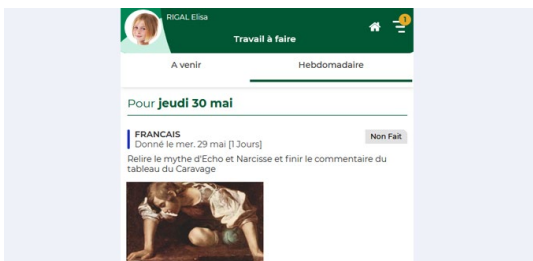 RIGAL Elisa
Travail à faire
1
A venir
Hebdomadaire
Pour jeudi 30 mai
FRANCAIS
Non Fait
Donné le mer. 29 mai [1 Jours]
Relire le mythe d'Echo et Narcisse et finir le commentaire du
tableau du Caravage